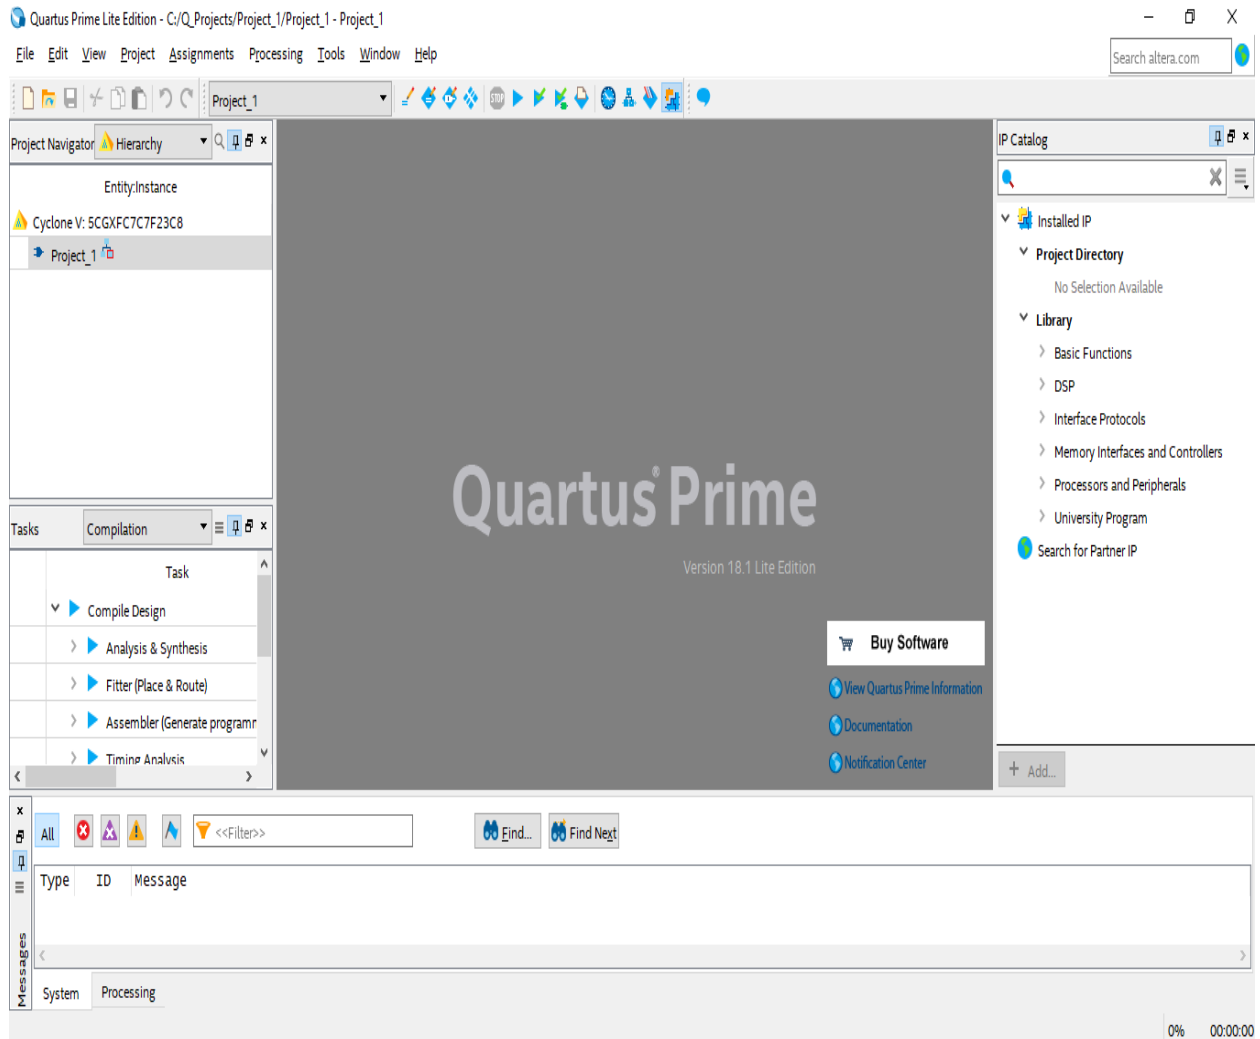 Quartus Prime Lite Edition - C:/Q_Projects/Project_1/Project_1 - Project_1
File Edit View Project Assignments Processing Tools Window Help
Search altera.com
Project_1
STOP
Project Navigator Hierarchy
Entity:Instance
Cyclone V: 5CGXFC7C7F23C8
Project_1
Tasks Compilation
Task
Compile Design
Analysis & Synthesis
Fitter (Place & Route)
Assembler (Generate programm
Timing Analysis
Quartus® Prime
Version 18.1 Lite Edition
Buy Software
View Quartus Prime Information
Documentation
Notification Center
IP Catalog
Installed IP
Project Directory
No Selection Available
Library
Basic Functions
DSP
Interface Protocols
Memory Interfaces and Controllers
Processors and Peripherals
University Program
Search for Partner IP
+ Add...
All <<Filter>> Find... Find Next
Type ID Message
Messages
System Processing
0% 00:00:00